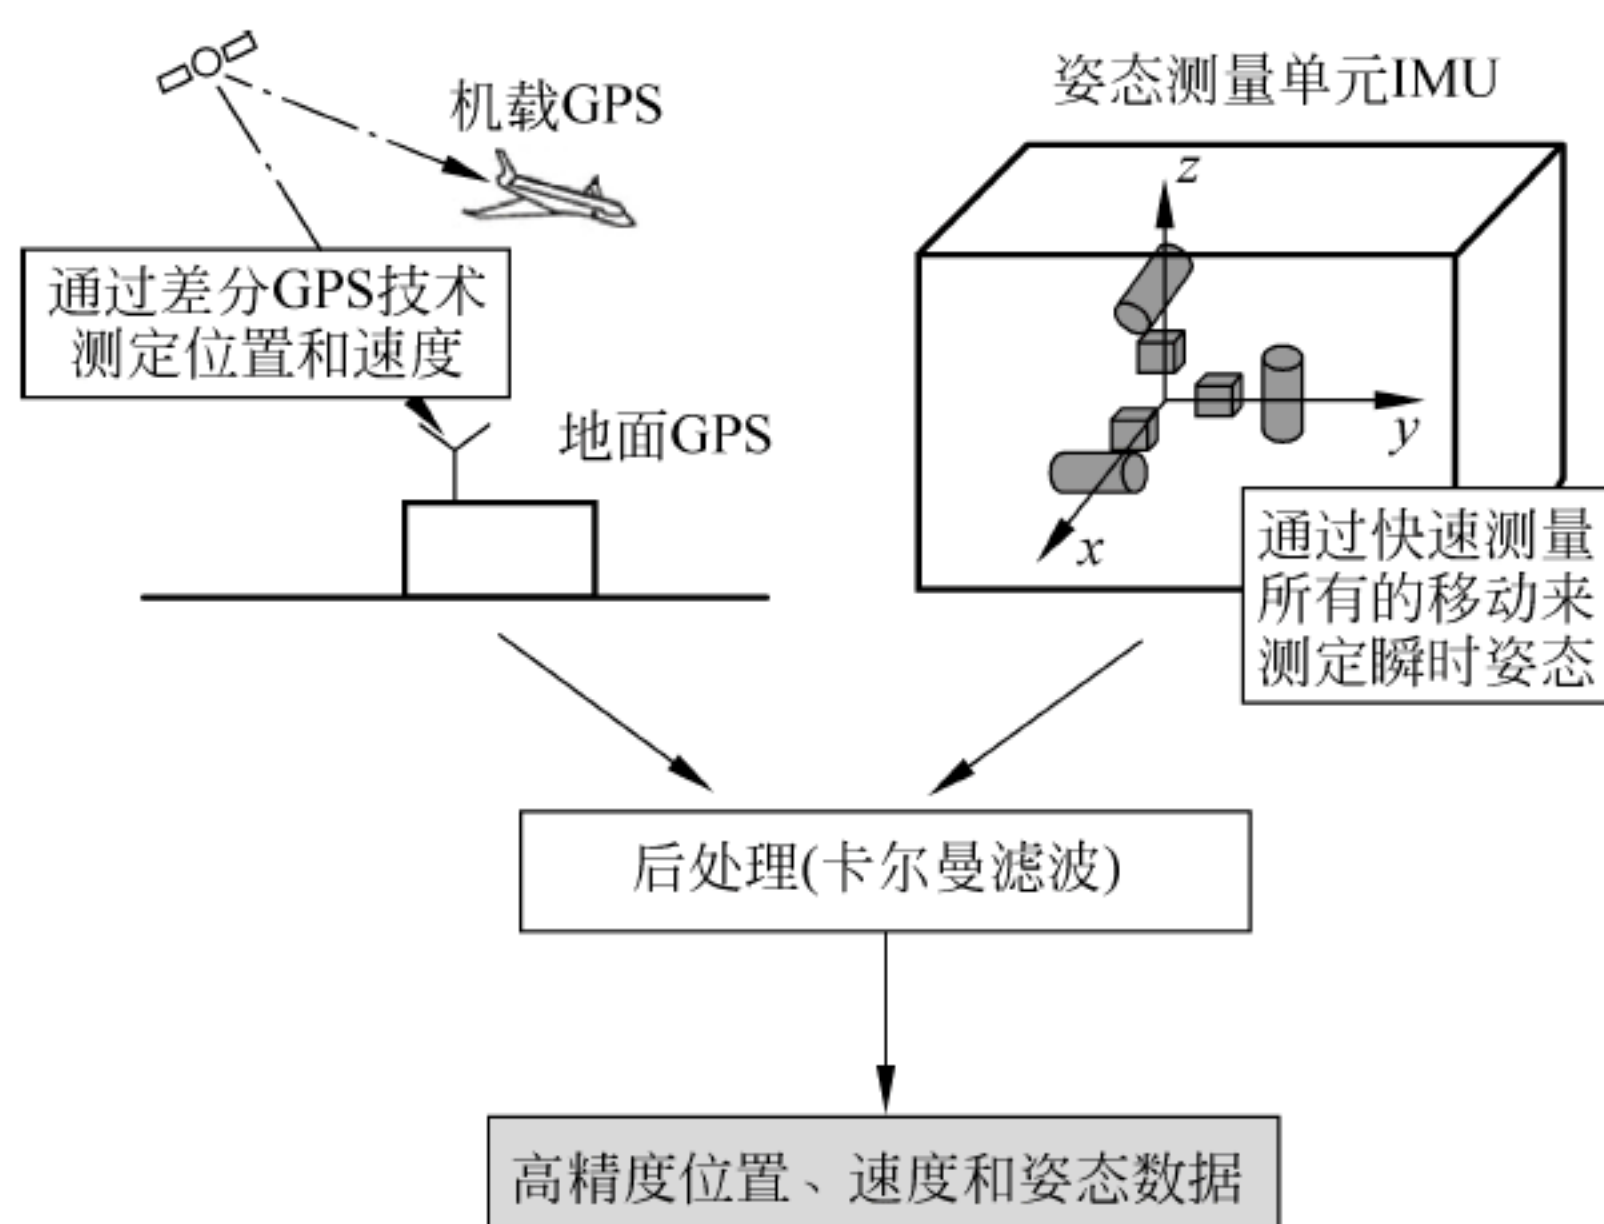 机载GPS
通过差分GPS技术
测定位置和速度
地面GPS
姿态测量单元IMU
z
y
x
通过快速测量
所有的移动来
测定瞬时姿态
后处理(卡尔曼滤波)
高精度位置、速度和姿态数据